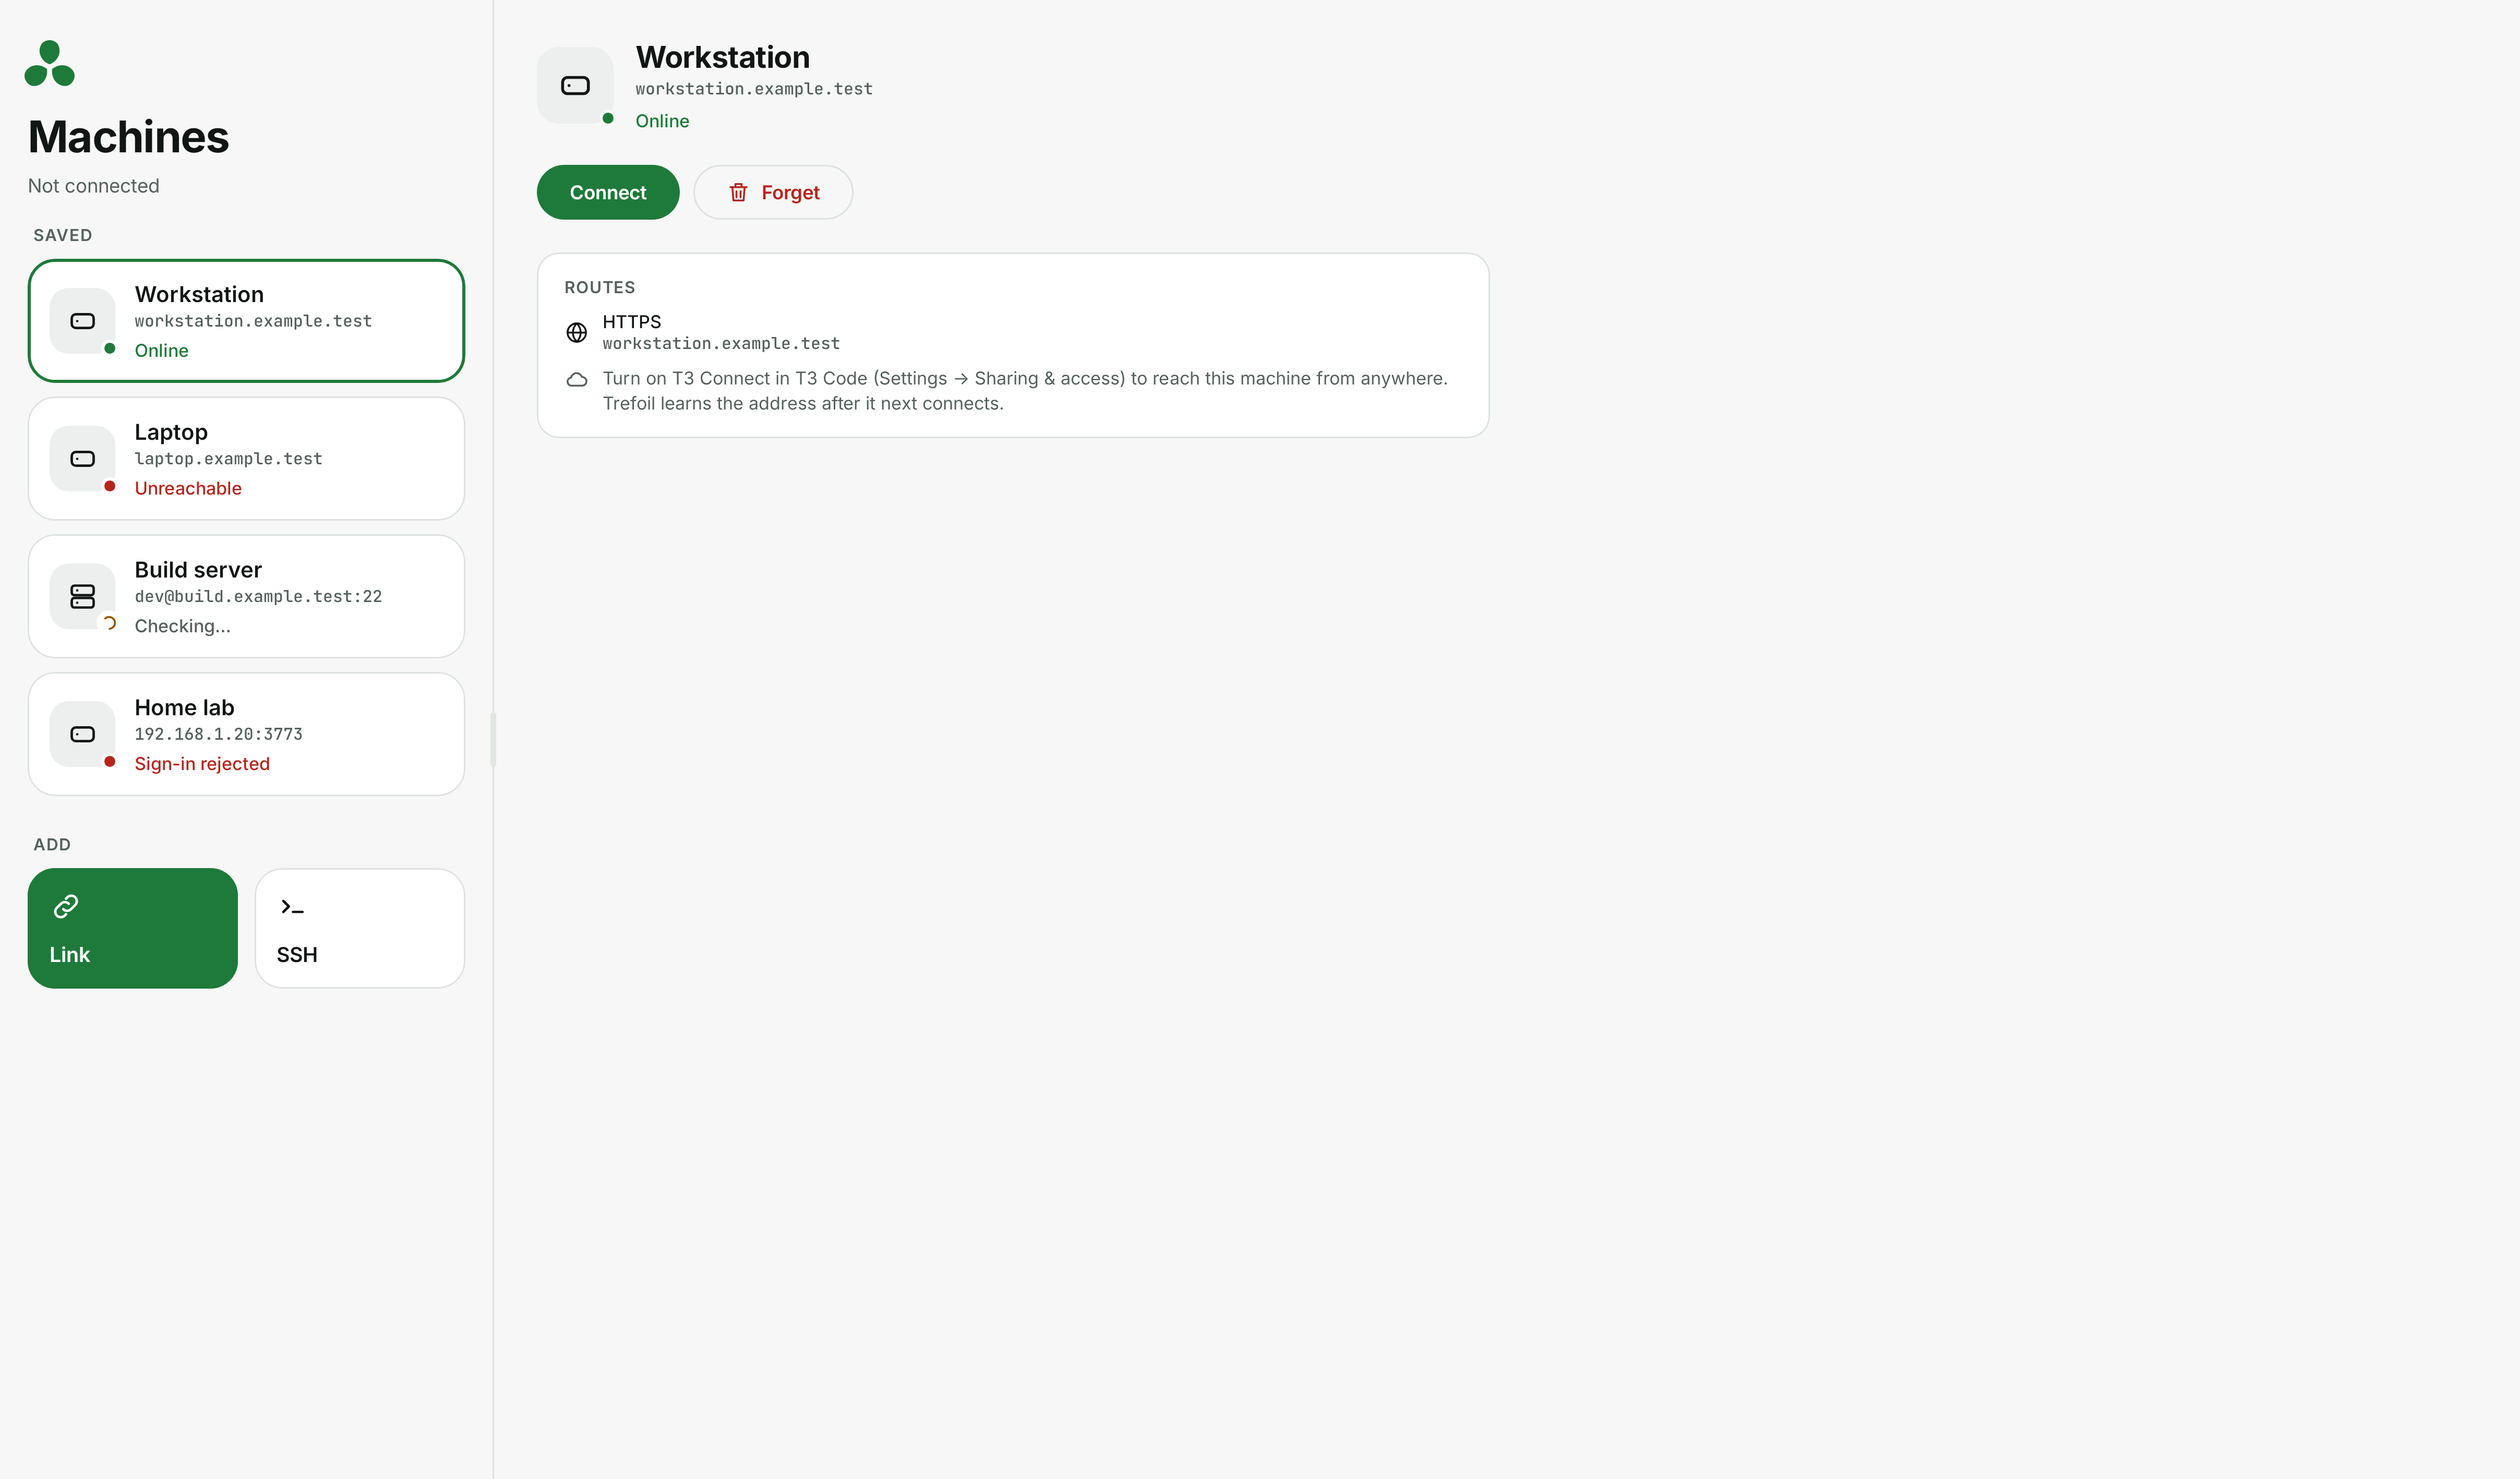 Machines
Not connected
SAVED
Workstation
workstation.example.test
Online
Laptop
laptop.example.test
Unreachable
Build server
dev@build.example.test:22
Checking...
Home lab
192.168.1.20:3773
Sign-in rejected
ADD
Link
SSH
Workstation
workstation.example.test
Online
Connect
Forget
ROUTES
HTTPS
workstation.example.test
Turn on T3 Connect in T3 Code (Settings → Sharing & access) to reach this machine from anywhere.
Trefoil learns the address after it next connects.